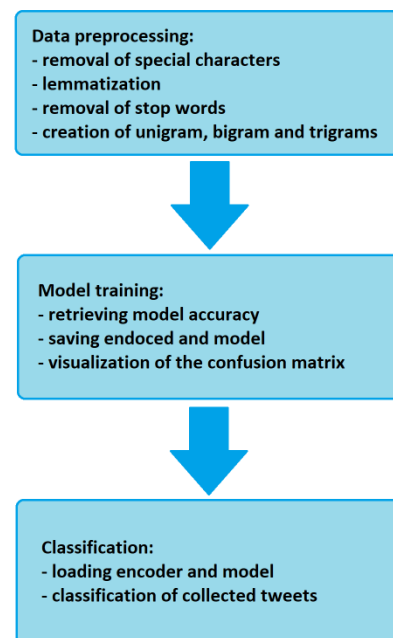 Data preprocessing:
- removal of special characters
- lemmatization
- removal of stop words
- creation of unigram, bigram and trigrams
Model training:
- retrieving model accuracy
- saving endoced and model
- visualization of the confusion matrix
Classification:
- loading encoder and model
- classification of collected tweets